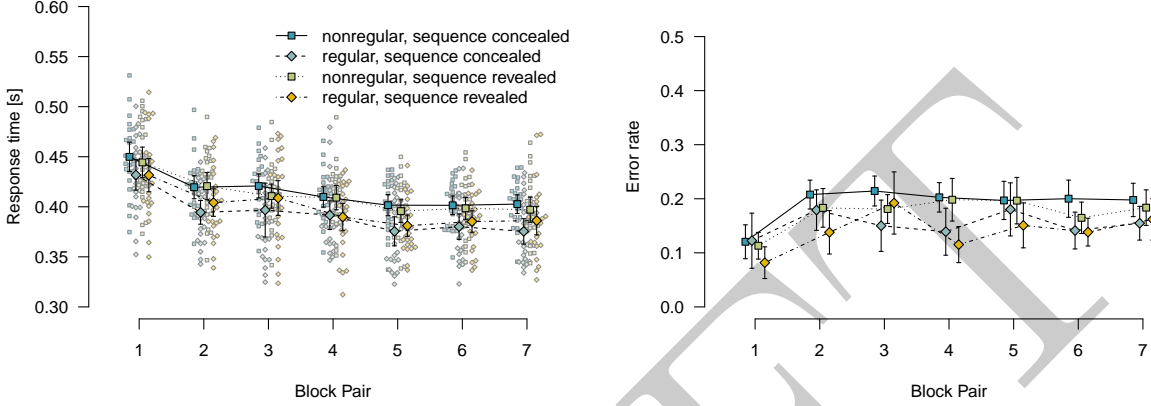 0.60
0.55
0.50
0.45
0.40
0.35
0.30
Response time [s]
nonregular, sequence concealed
regular, sequence concealed
nonregular, sequence revealed
regular, sequence revealed
1 2 3 4 5 6 7
Block Pair
0.5
0.4
0.3
0.2
0.1
0.0
Error rate
1 2 3 4 5 6 7
Block Pair
FT